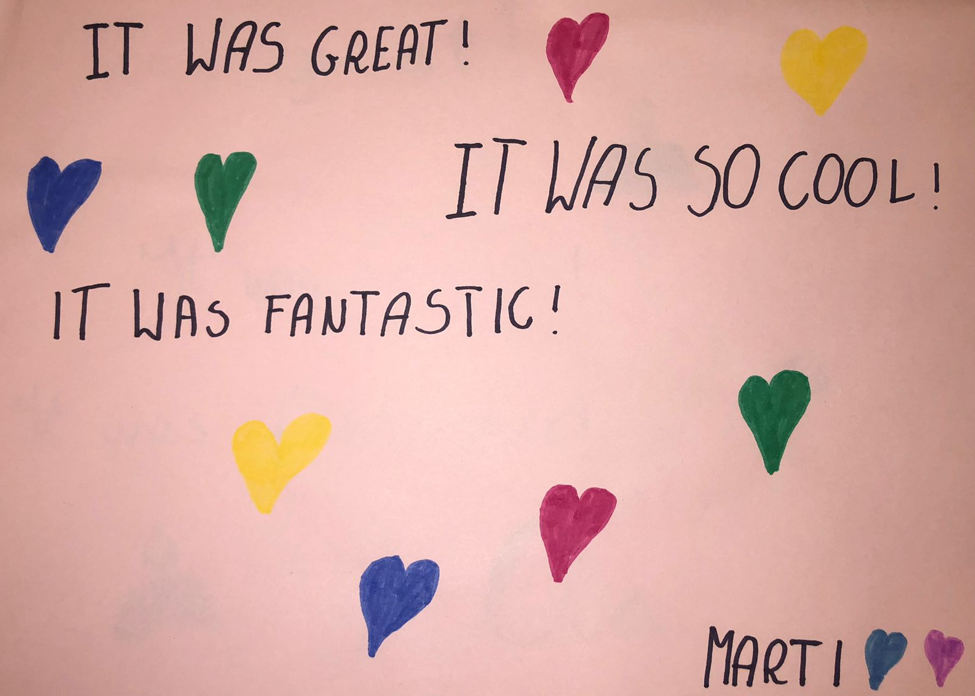 IT WAS GREAT!
IT WAS SO COOL!
IT WAS FANTASTIC!
MARTI